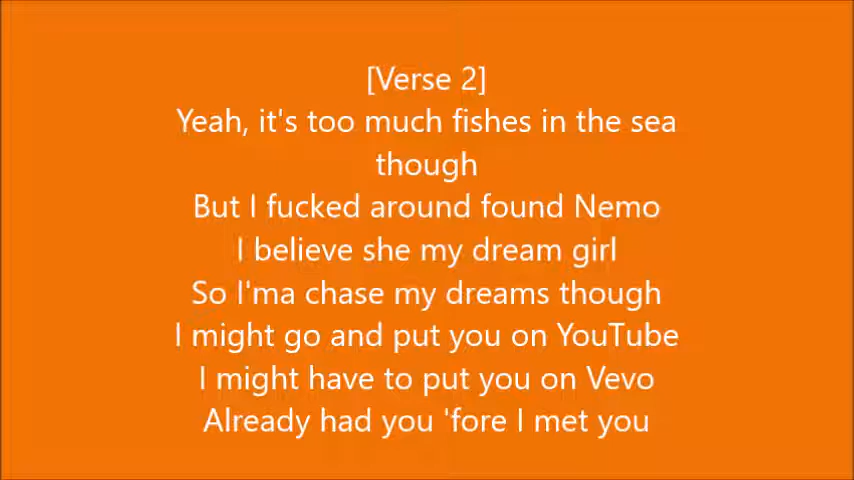 [Verse 2]
Yeah, it's too much fishes in the sea
though
But I fucked around found Nemo
I believe she my dream girl
So I'ma chase my dreams though
I might go and put you on YouTube
I might have to put you on Vevo
Already had you 'fore I met you